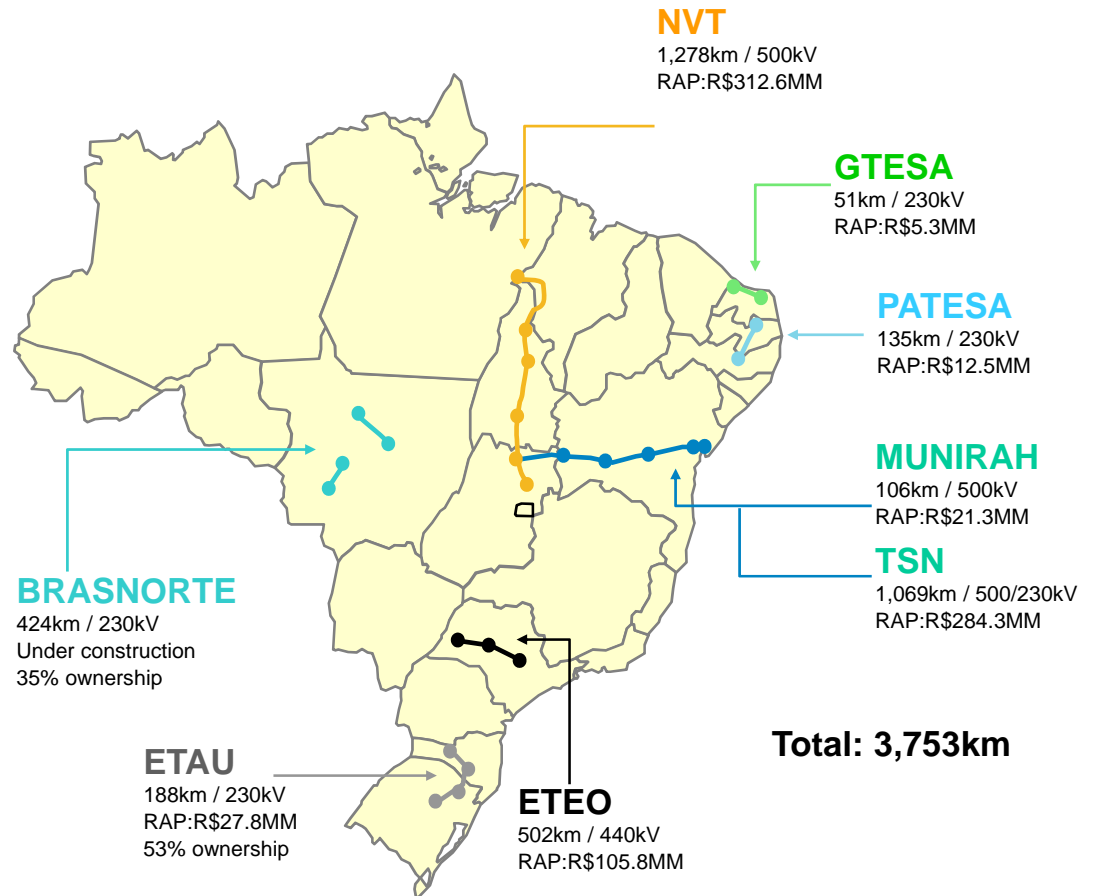 NVT
1,278km / 500kV
RAP:R$312.6MM
GTESA
51km / 230kV
RAP:R$5.3MM
PATESA
135km / 230kV
RAP:R$12.5MM
MUNIRAH
106km / 500kV
RAP:R$21.3MM
TSN
1,069km / 500/230kV
RAP:R$284.3MM
BRASNORTE
424km / 230kV
Under construction
35% ownership
Total: 3,753km
ETAU
188km / 230kV
RAP:R$27.8MM
53% ownership
ETEO
502km / 440kV
RAP:R$105.8MM